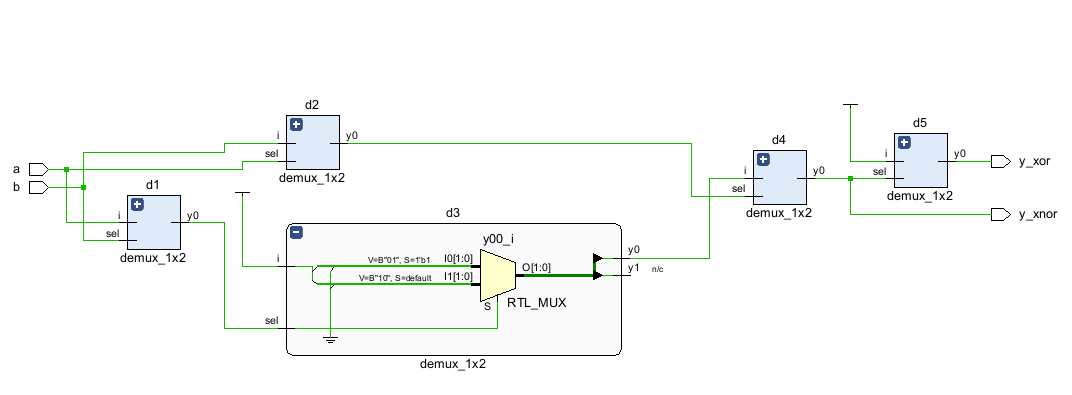 d2
i
y0
sel
demux_1x2
a
b
d1
i
y0
sel
demux_1x2
d3
y00_i
i
V=B"01", S=1'b1
I0[1:0]
V=B"10", S=default
I1[1:0]
O[1:0]
S
RTL_MUX
sel
y0
y1
n/c
demux_1x2
d4
i
y0
sel
demux_1x2
d5
i
y0
sel
demux_1x2
y_xor
y_xnor